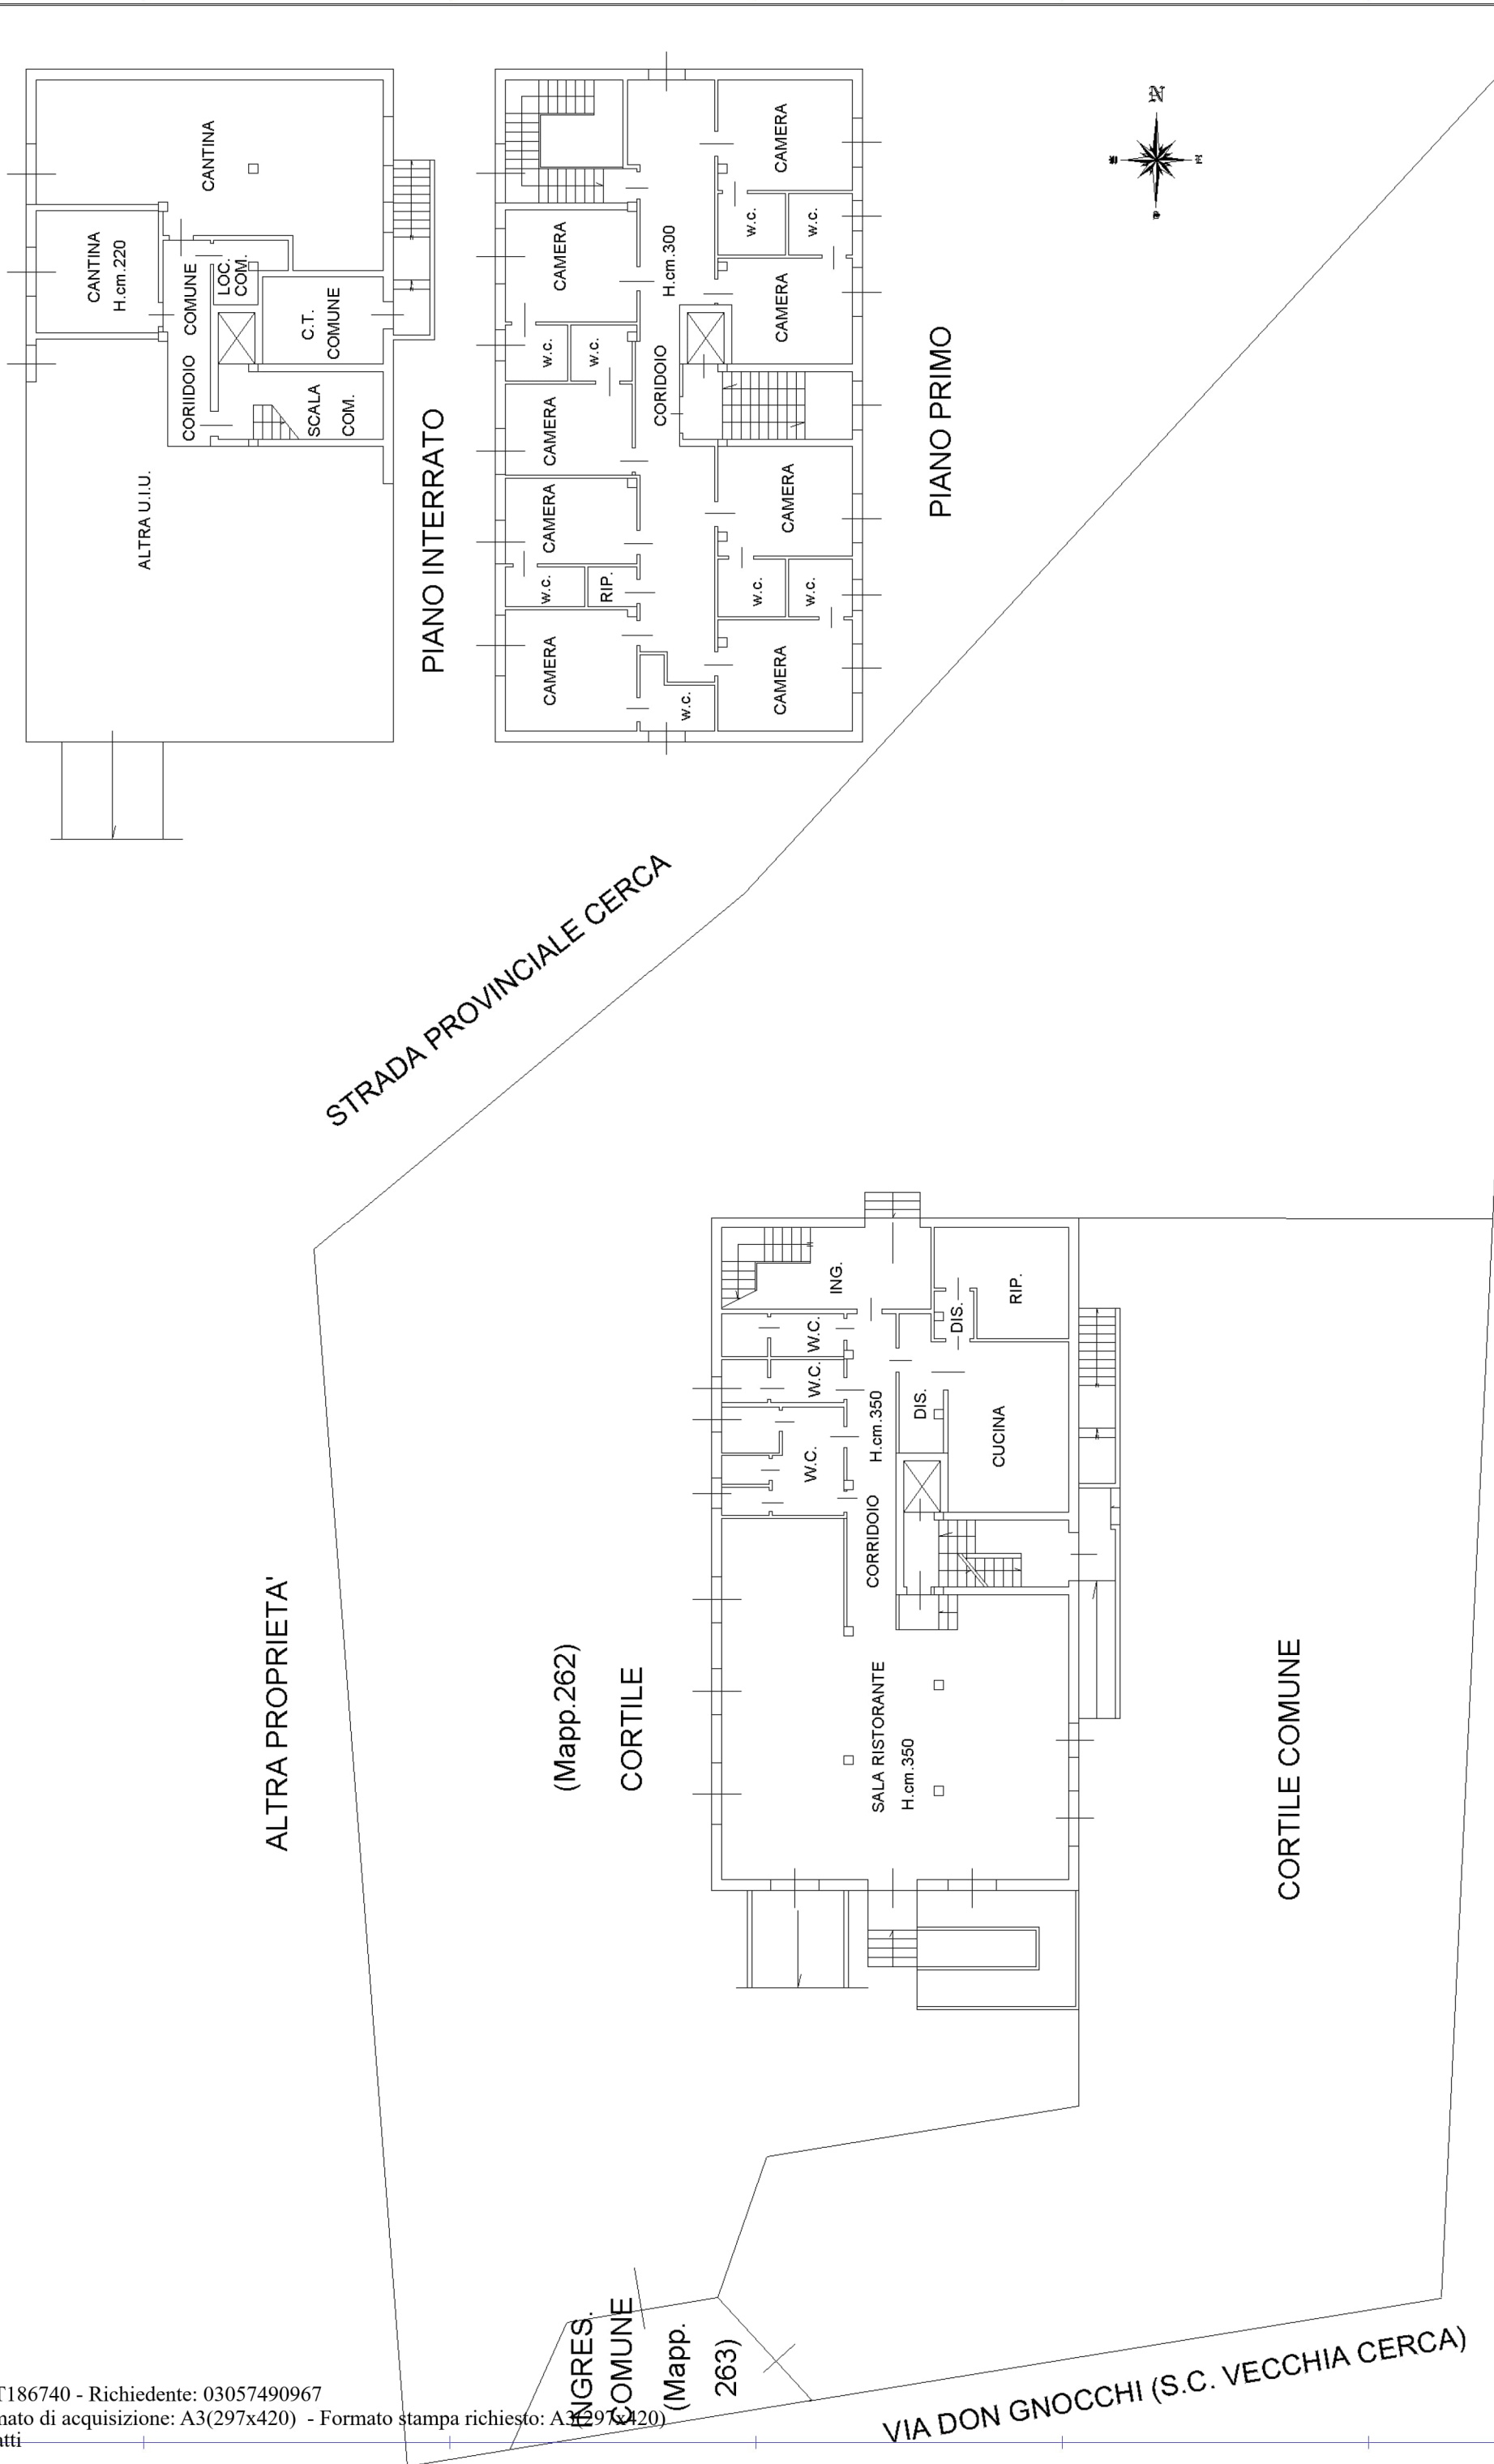 CANTINA
CANTINA
H.cm.220
CORIIDOIO COMUNE
LOC.
COM.
C.T.
COMUNE
SCALA
COM.
ALTRA U.I.U.
PIANO INTERRATO
CAMERA
CAMERA
w.c.
w.c.
H.cm.300
CAMERA
CAMERA
w.c.
w.c.
CORIDOIO
CAMERA
CAMERA
CAMERA
w.c.
RIP.
w.c.
w.c.
CAMERA
w.c.
CAMERA
PIANO PRIMO
N
STRADA PROVINCIALE CERCA
ING.
RIP.
DIS.
W.C.
W.C.
W.C.
DIS.
CUCINA
CORRIDOIO
H.cm.350
SALA RISTORANTE
H.cm.350
ALTRA PROPRIETA'
(Mapp.262)
CORTILE
CORTILE COMUNE
INGRES.
COMUNE
(Mapp.
263)
VIA DON GNOCCHI (S.C. VECCHIA CERCA)
T186740 - Richiedente: 03057490967
mato di acquisizione: A3(297x420) - Formato stampa richiesto: A3(297x420)
atti